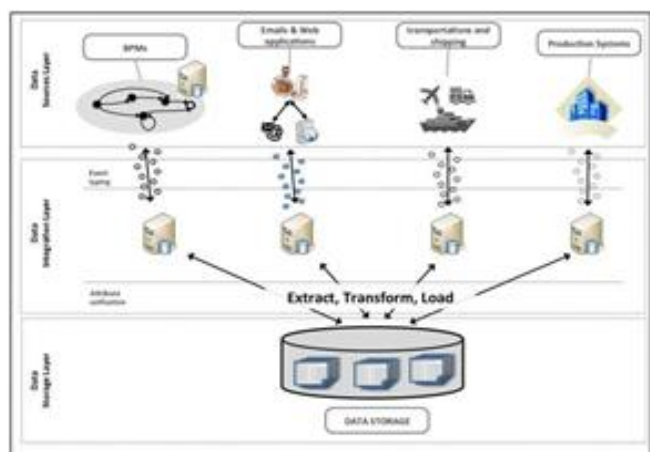 BPMs
Emails & Web
applications
transportations and
shipping
Production Systems
Data
Sources Layer
Event
typing
Data
Integration Layer
Attribute
unification
Extract, Transform, Load
Data
Storage Layer
DATA STORAGE